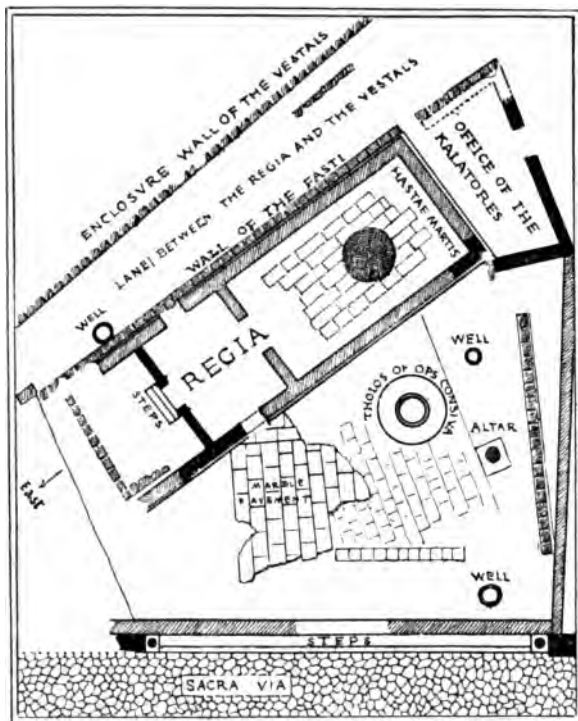 ENCLOSURE WALL OF THE VESTALS
LANE BETWEEN THE REGIA AND THE VESTALS
WALL OF THE FASTI
OFFICE OF THE
KALATORES
HASTAE MARTIS
WELL
REGIA
STEPS
WELL
THOLOS OF OPS CONSIVA
ALTAR
EAST
MARBLE
PAVEMENT
WELL
STEPS
SACRA VIA